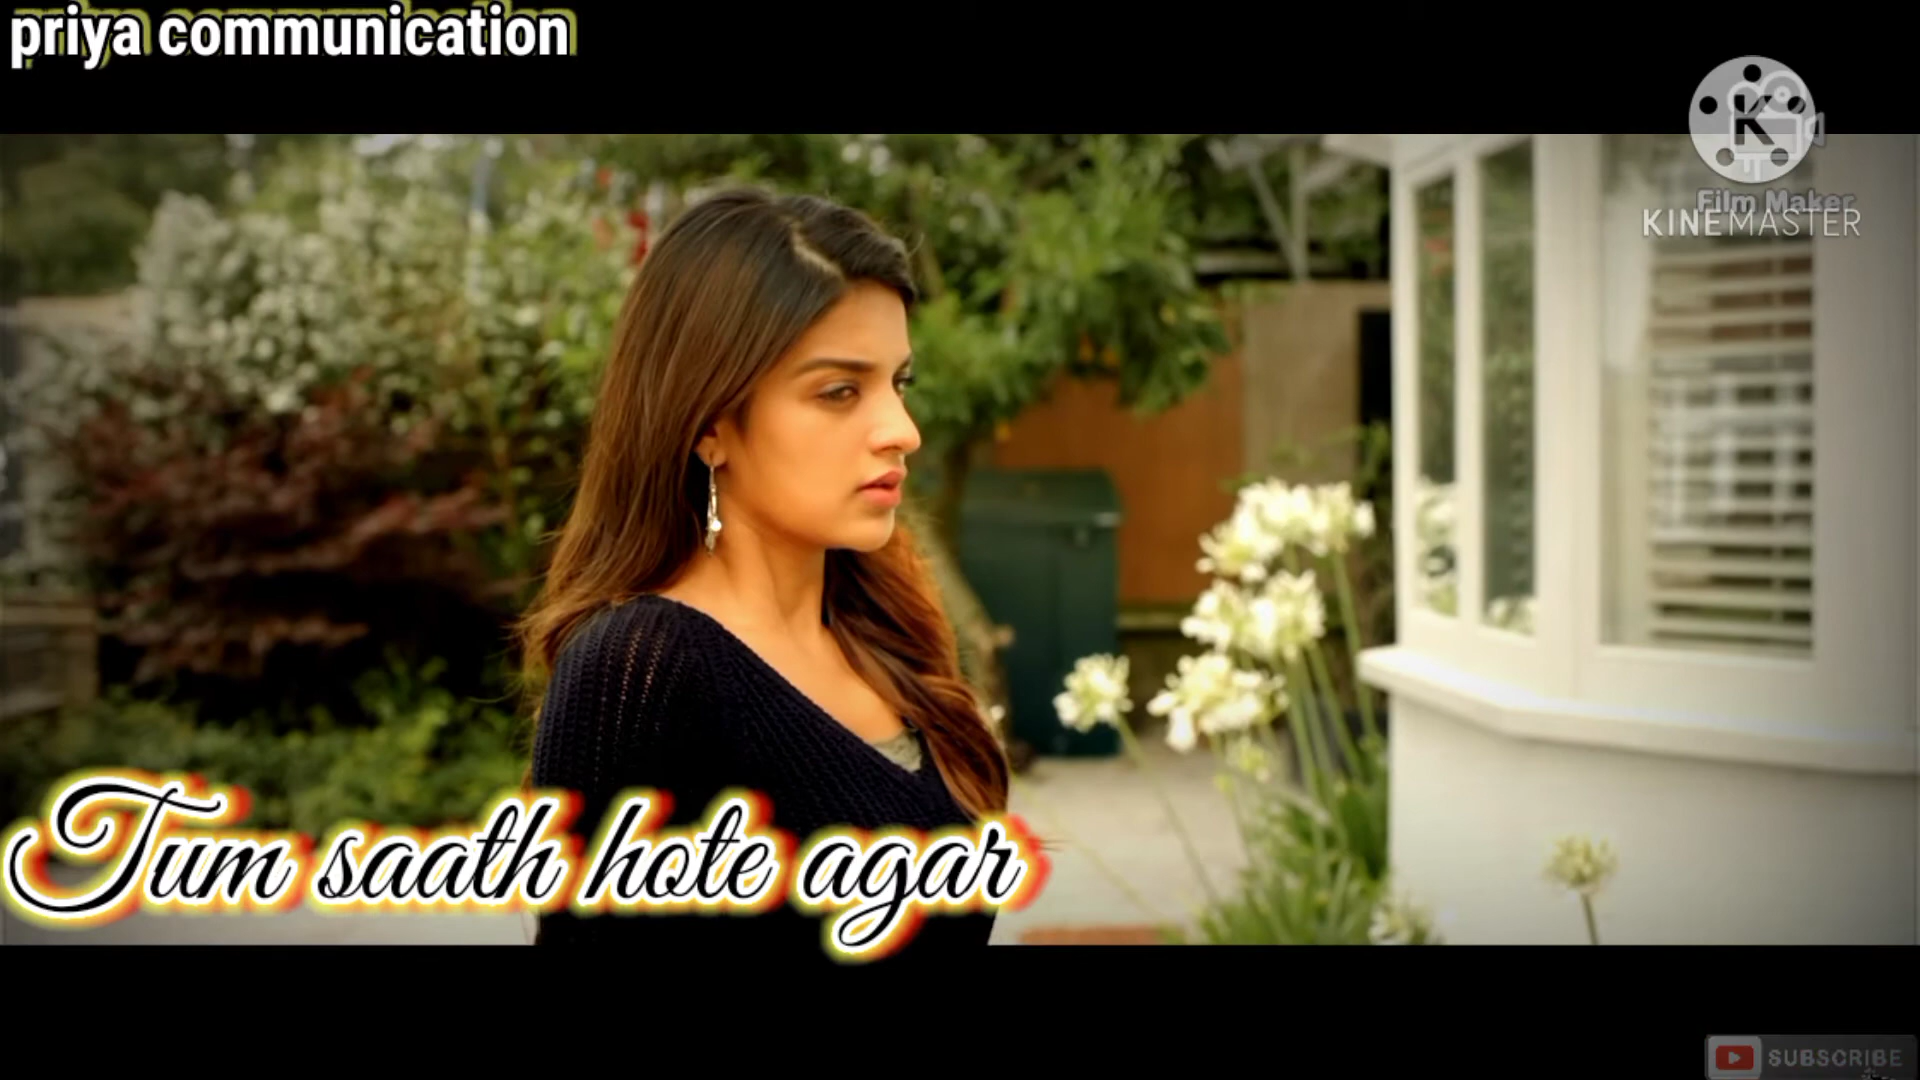 priya communication
K
Film Maker
KINEMASTER
Tum saath hote agar
SUBSCRIBE